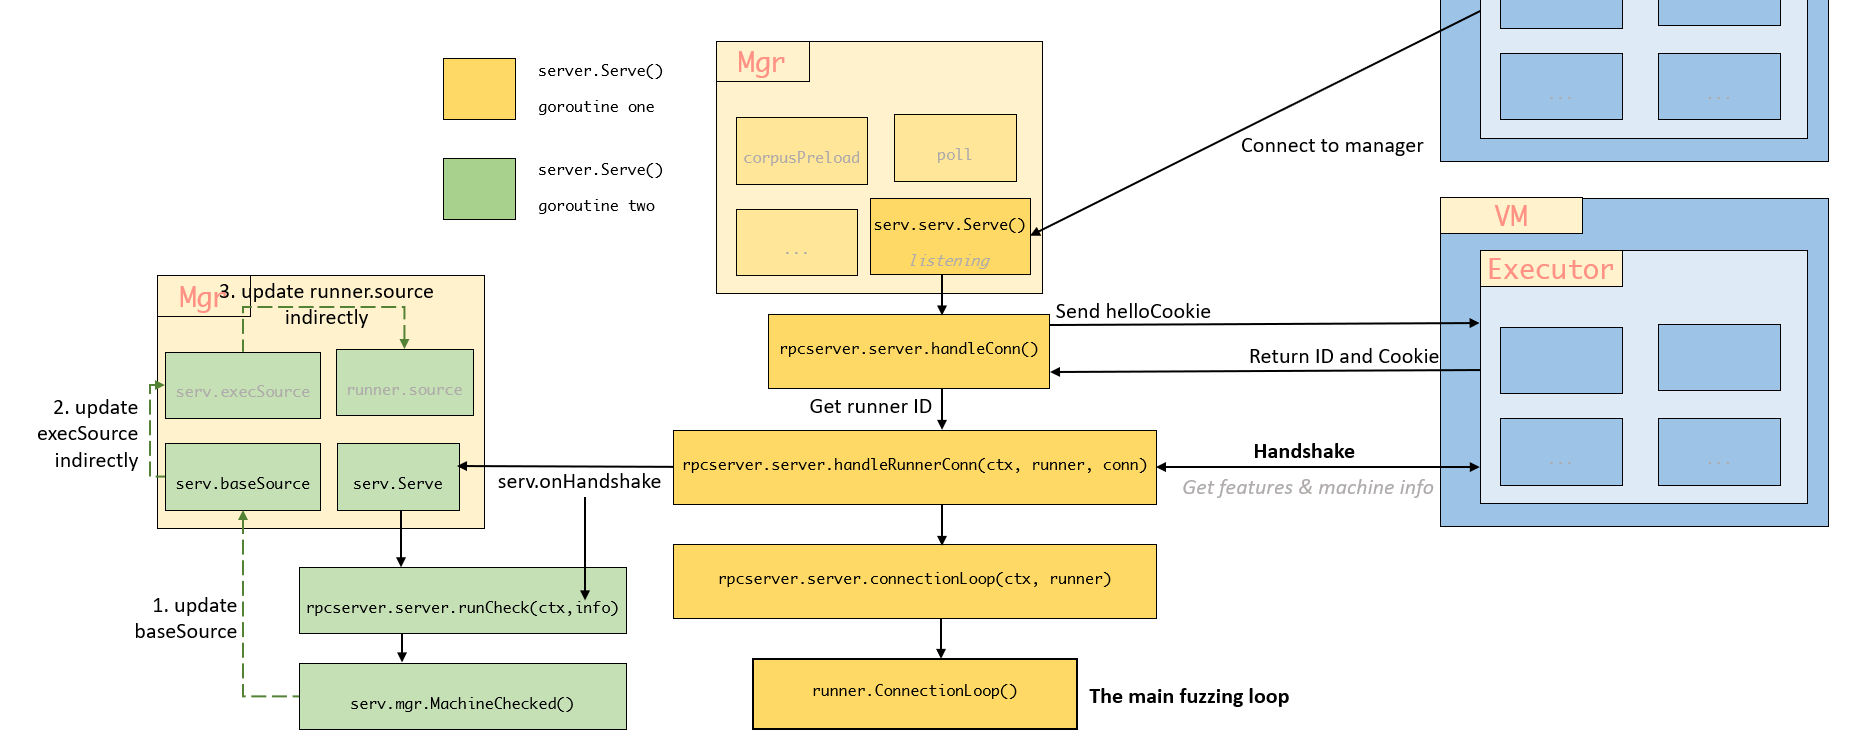 server.Serve()
goroutine one
server.Serve()
goroutine two
Mgr
corpusPreload
poll
...
serv.serv.Serve()
listening
Connect to manager
...
...
VM
Executor
...
...
Send helloCookie
Return ID and Cookie
rpcserver.server.handleConn()
Get runner ID
Handshake
Get features & machine info
rpcserver.server.handleRunnerConn(ctx, runner, conn)
serv.onHandshake
Mgr
3. update runner.source
indirectly
serv.execSource
runner.source
2. update
execSource
indirectly
serv.baseSource
serv.Serve
rpcserver.server.connectionLoop(ctx, runner)
rpcserver.server.runCheck(ctx,info)
1. update
baseSource
serv.mgr.MachineChecked()
runner.ConnectionLoop()
The main fuzzing loop